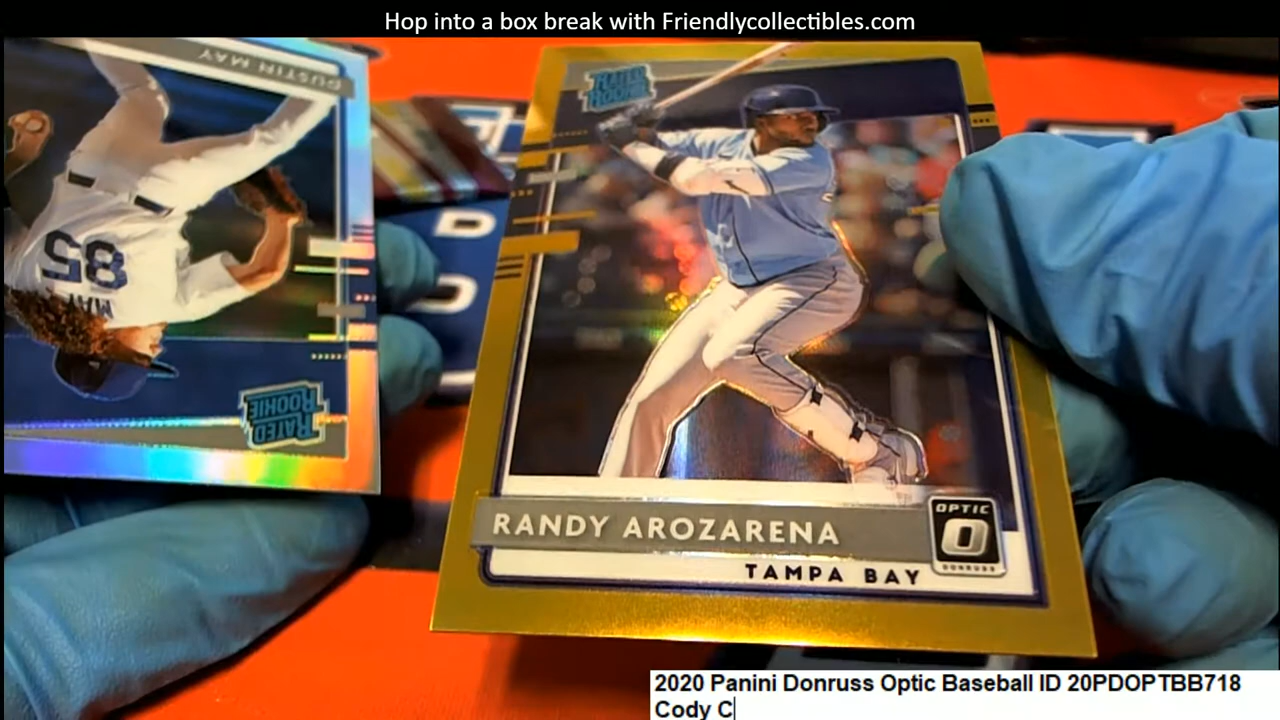 Hop into a box break with Friendlycollectibles.com
DUSTIN MAY
85
MAY
RATED
ROOKIE
RATED
ROOKIE
RANDY AROZARENA
OPTIC
O
DONRUSS
TAMPA BAY
2020 Panini Donruss Optic Baseball ID 20PDOPTBB718
Cody C